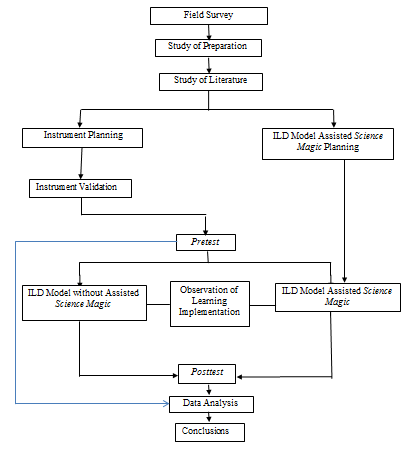 Field Survey
Study of Preparation
Study of Literature
Instrument Planning
ILD Model Assisted Science
Magic Planning
Instrument Validation
Pretest
ILD Model without Assisted
Science Magic
Observation of
Learning
Implementation
ILD Model Assisted Science
Magic
Posttest
Data Analysis
Conclusions